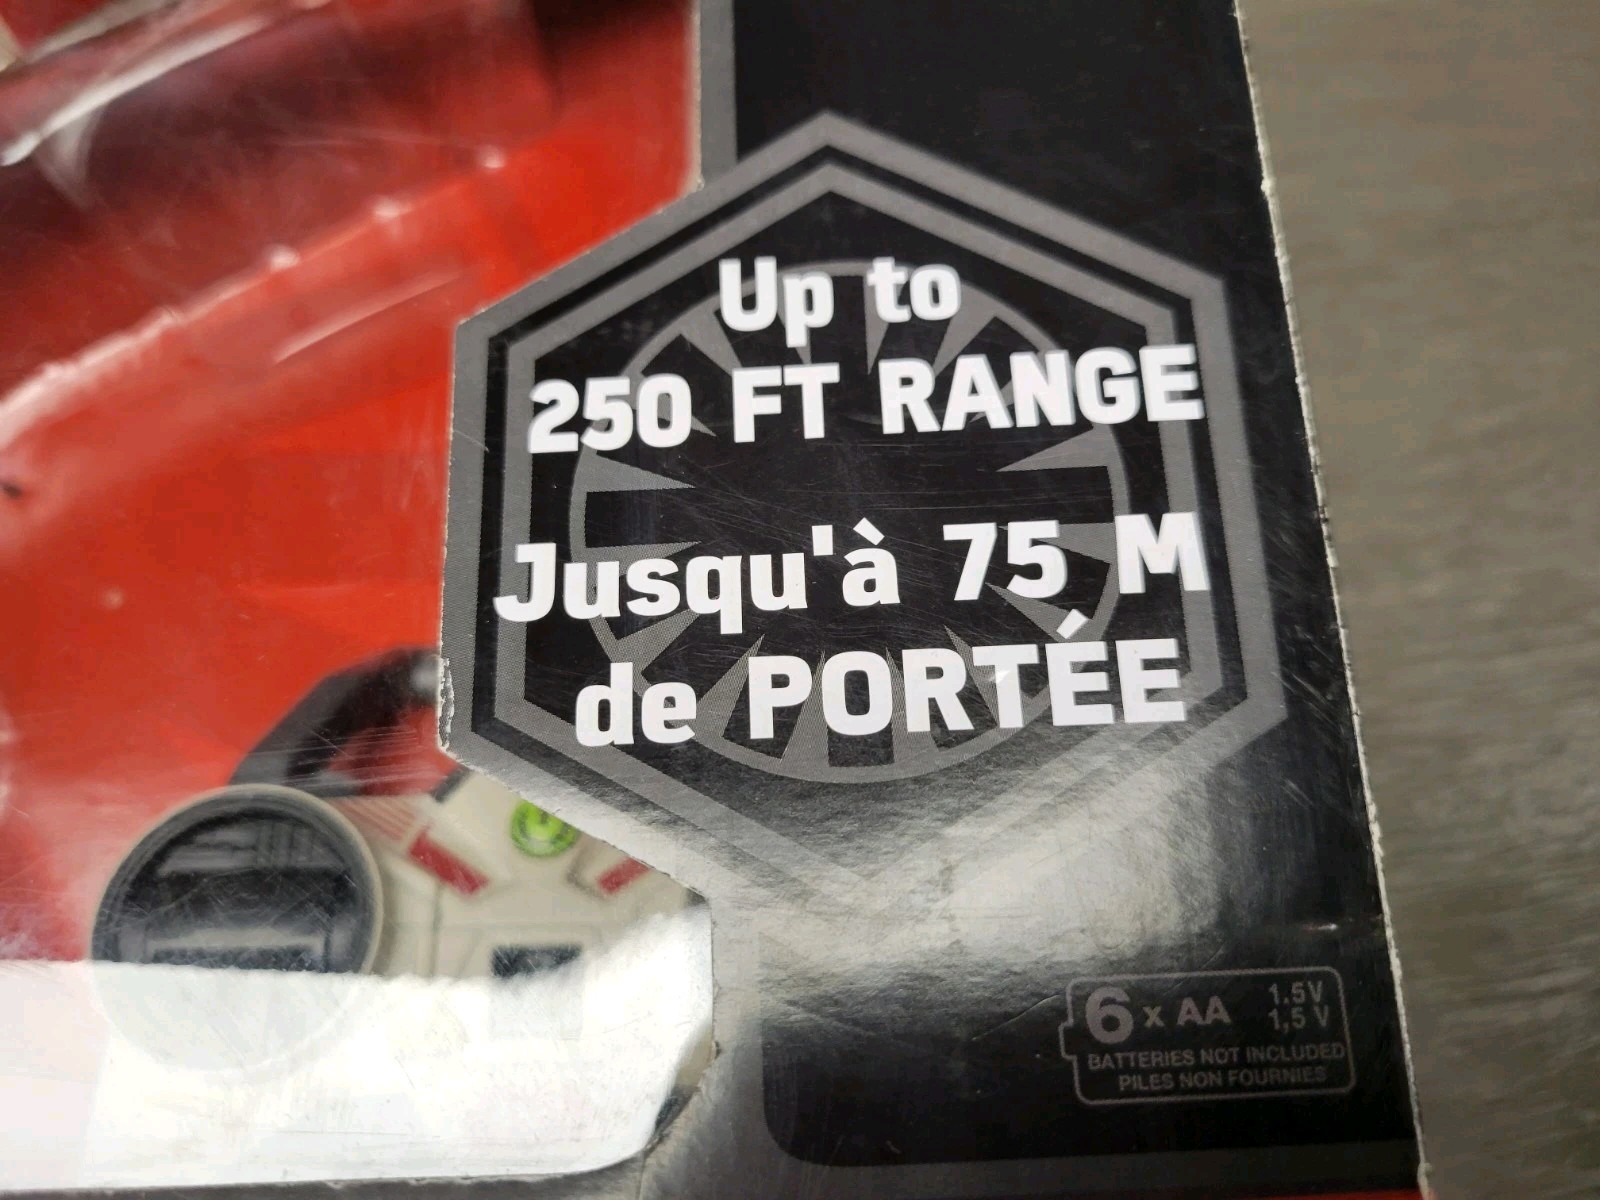 Up to
250 FT RANGE
Jusqu'à 75 M
de PORTÉE
6 x AA
1.5V
1,5 V
BATTERIES NOT INCLUDED
PILES NON FOURNIES